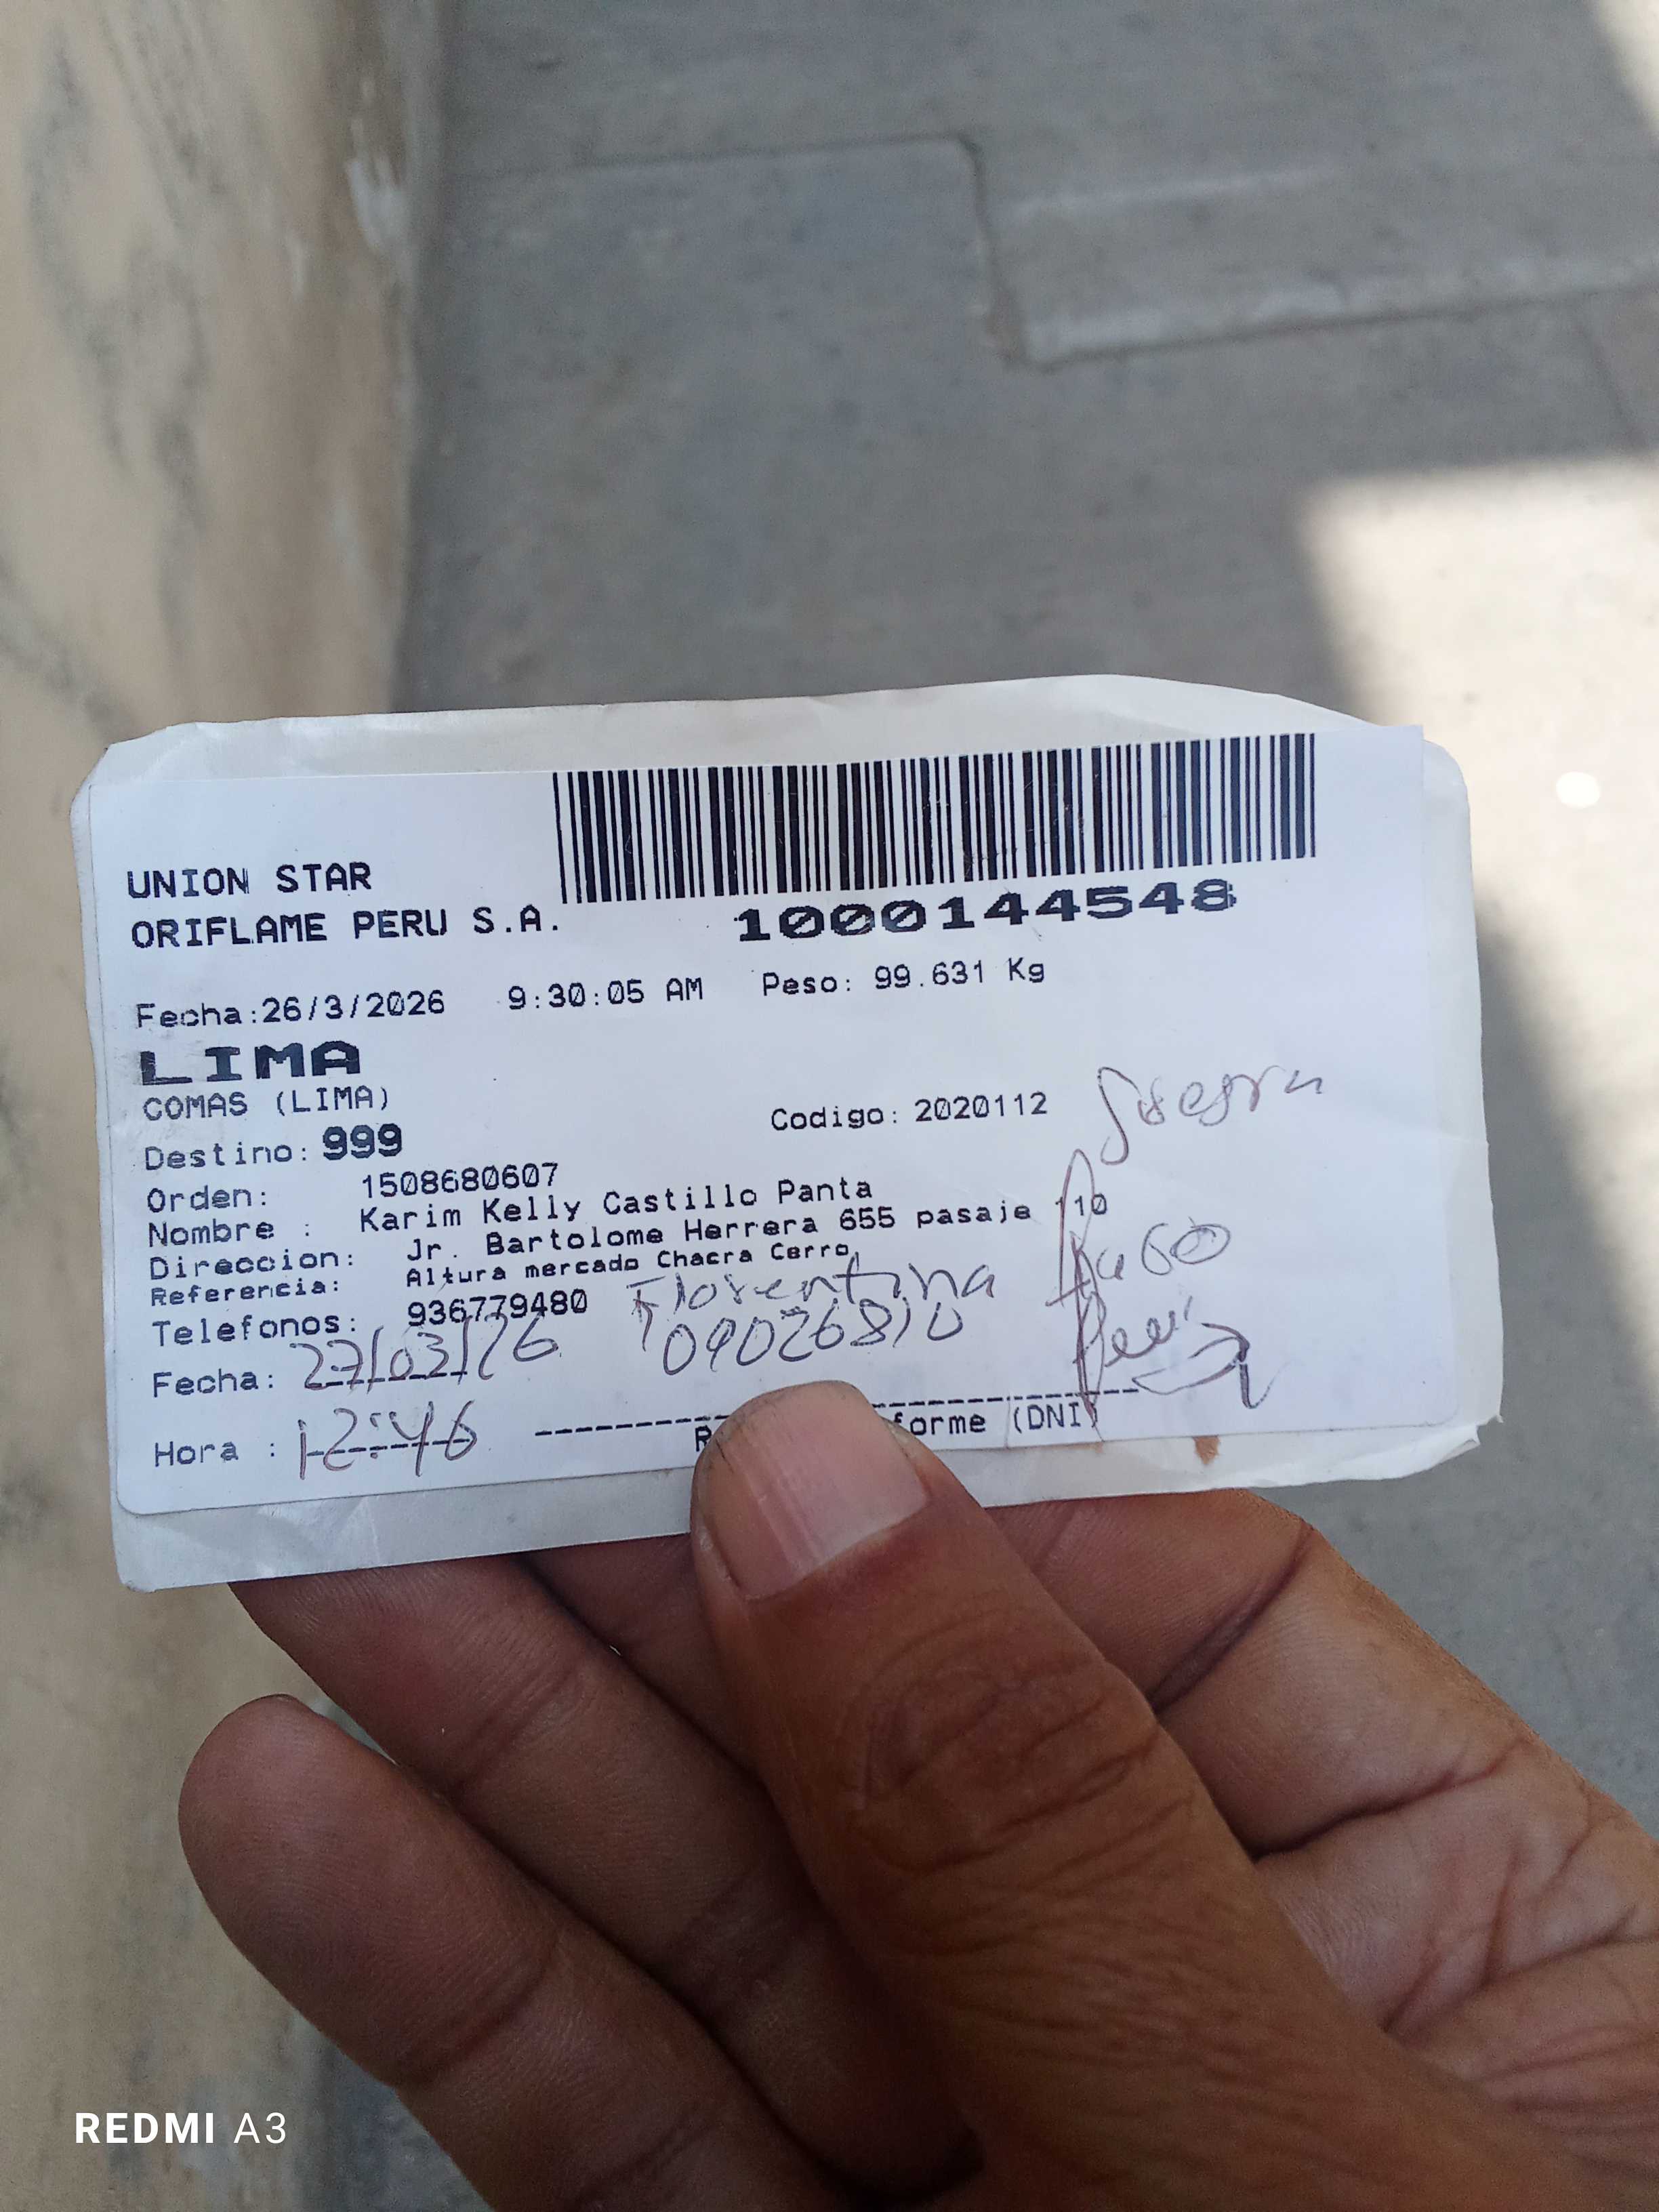 UNION STAR
ORIFLAME PERU S.A.
1000144548
Fecha:26/3/2026 9:30:05 AM Peso: 99.631 Kg
LIMA
COMAS (LIMA)
Codigo: 2020112
Destino: 999
Orden: 1508680607
Nombre : Karim Kelly Castillo Panta
Direccion: Jr. Bartolome Herrera 655 pasaje 110
Referencia: Altura mercado Chacra Cerro,
Telefonos: 936779480
Florentina
Fecha: 27/03/26
Hora : 12:46
forme (DNI)
REDMI A3